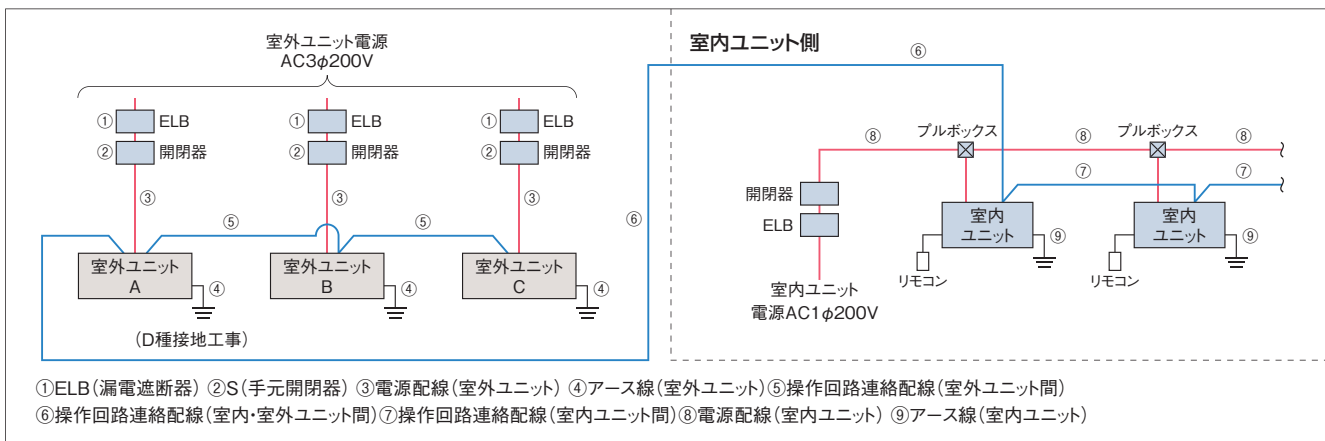 室外ユニット電源
AC3φ200V
① ELB ① ELB ① ELB
② 開閉器 ② 開閉器 ② 開閉器
③ ③ ③
⑤ ⑤ ⑥
室外ユニット
A
④
室外ユニット
B
④
室外ユニット
C
④
(D種接地工事)
室内ユニット側
⑥
プルボックス プルボックス
⑧ ⑧ ⑧
⑦ ⑦
開閉器
ELB
室内ユニット
電源AC1φ200V
室内
ユニット
⑨
リモコン
室内
ユニット
⑨
リモコン
①ELB(漏電遮断器) ②S(手元開閉器) ③電源配線(室外ユニット) ④アース線(室外ユニット)⑤操作回路連絡配線(室外ユニット間)
⑥操作回路連絡配線(室内・室外ユニット間)⑦操作回路連絡配線(室内ユニット間)⑧電源配線(室内ユニット) ⑨アース線(室内ユニット)